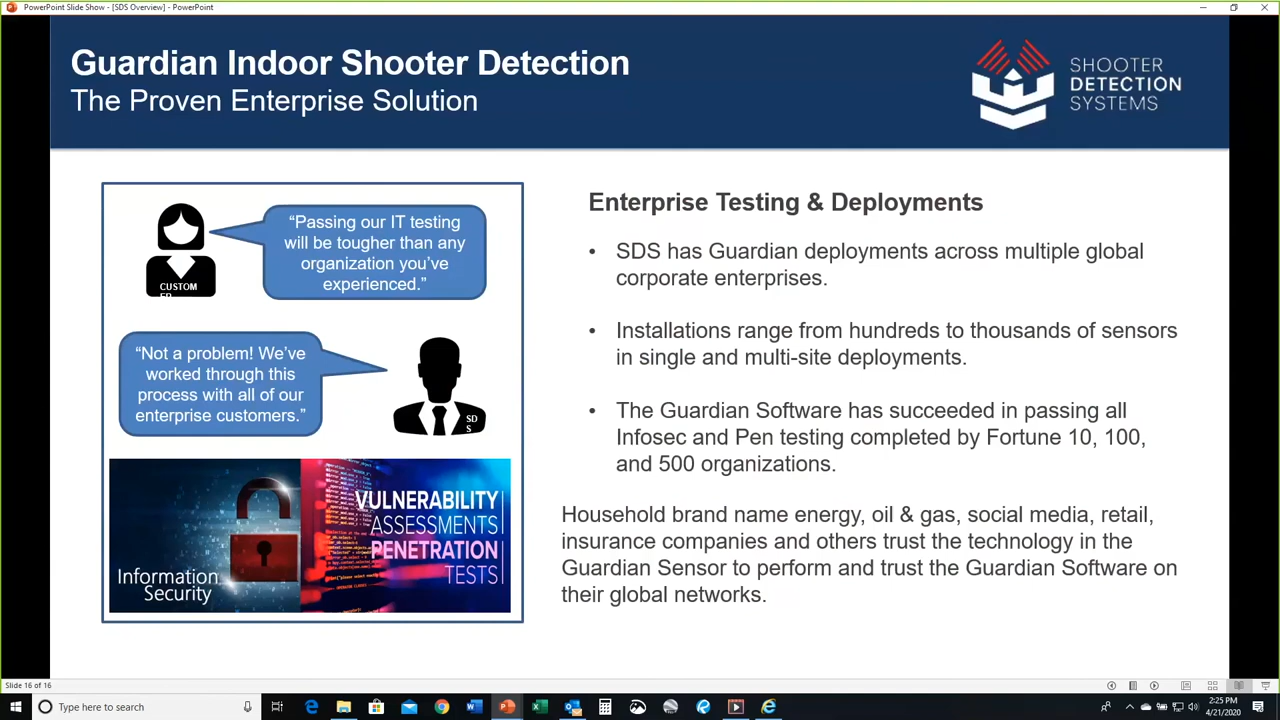 PowerPoint Slide Show - [SDS Overview] - PowerPoint
Guardian Indoor Shooter Detection
The Proven Enterprise Solution
SHOOTER
DETECTION
SYSTEMS
“Passing our IT testing
will be tougher than any
organization you’ve
experienced.”
CUSTOM
ER
“Not a problem! We’ve
worked through this
process with all of our
enterprise customers.”
SD
S
Information
Security
VULNERABILITY
ASSESSMENTS
PENETRATION
TESTS
Enterprise Testing & Deployments
• SDS has Guardian deployments across multiple global
corporate enterprises.
• Installations range from hundreds to thousands of sensors
in single and multi-site deployments.
• The Guardian Software has succeeded in passing all
Infosec and Pen testing completed by Fortune 10, 100,
and 500 organizations.
Household brand name energy, oil & gas, social media, retail,
insurance companies and others trust the technology in the
Guardian Sensor to perform and trust the Guardian Software on
their global networks.
Slide 16 of 16
Type here to search
2:25 PM
4/21/2020